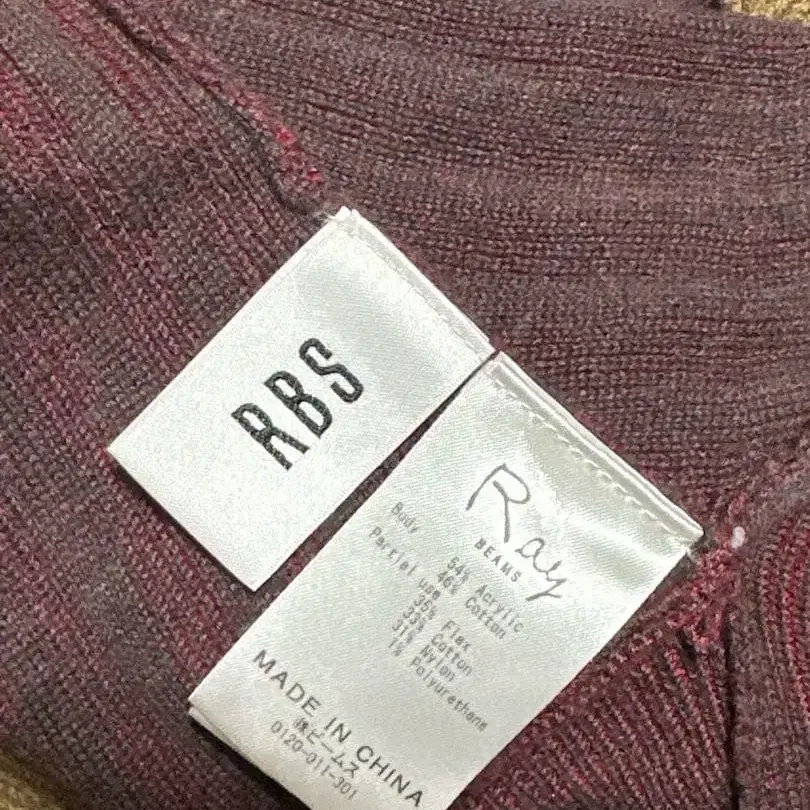 RBS
Ray
BEAMS
Body
54% Acrylic
46% Cotton
Partial use
35% Flax
33% Cotton
31% Nylon
1% Polyurethane
MADE IN CHINA
㈱ビームス
0120-011-301